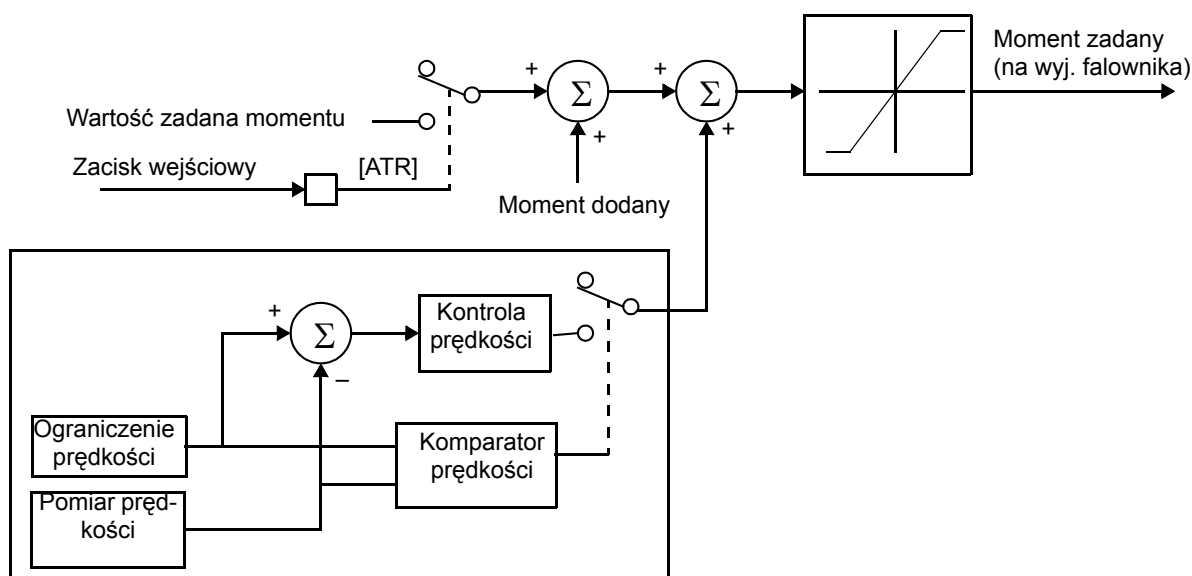 Moment zadany
(na wyj. falownika)
+
Σ
+
+
Σ
+
Wartość zadana momentu
Zacisk wejściowy
[ATR]
Moment dodany
+
Σ
−
Kontrola
prędkości
Ograniczenie
prędkości
Komparator
prędkości
Pomiar pręd-
kości